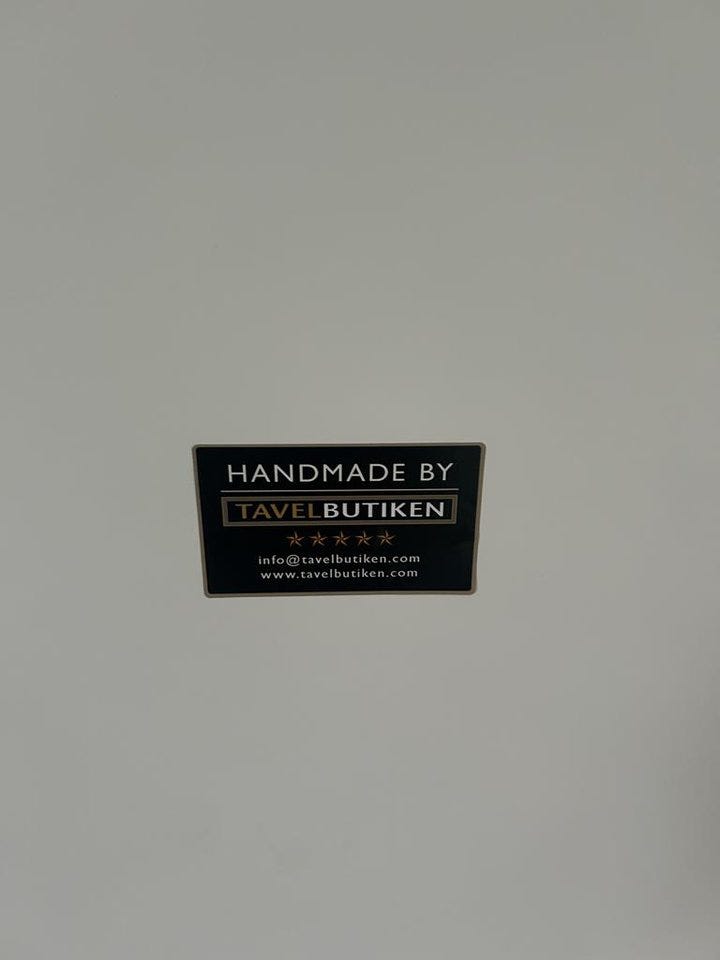 HANDMADE BY
TAVELBUTIKEN
info@tavelbutiken.com
www.tavelbutiken.com